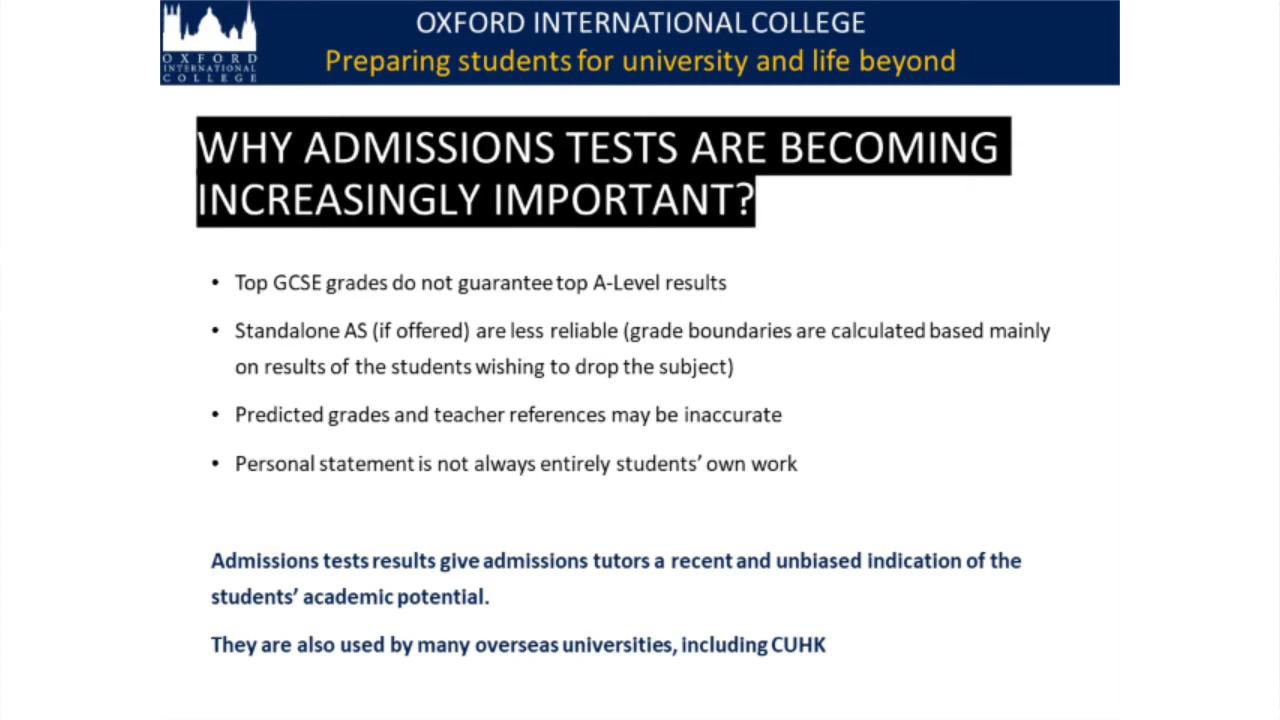 OXFORD
INTERNATIONAL
COLLEGE
OXFORD INTERNATIONAL COLLEGE
Preparing students for university and life beyond
WHY ADMISSIONS TESTS ARE BECOMING
INCREASINGLY IMPORTANT?
• Top GCSE grades do not guarantee top A-Level results
• Standalone AS (if offered) are less reliable (grade boundaries are calculated based mainly
on results of the students wishing to drop the subject)
• Predicted grades and teacher references may be inaccurate
• Personal statement is not always entirely students’ own work
Admissions tests results give admissions tutors a recent and unbiased indication of the
students’ academic potential.
They are also used by many overseas universities, including CUHK